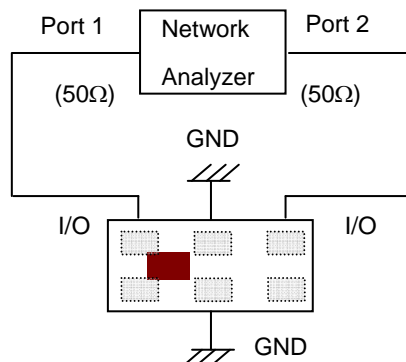 Port 1
Network
Analyzer
Port 2
(50Ω)
(50Ω)
GND
I/O
I/O
GND